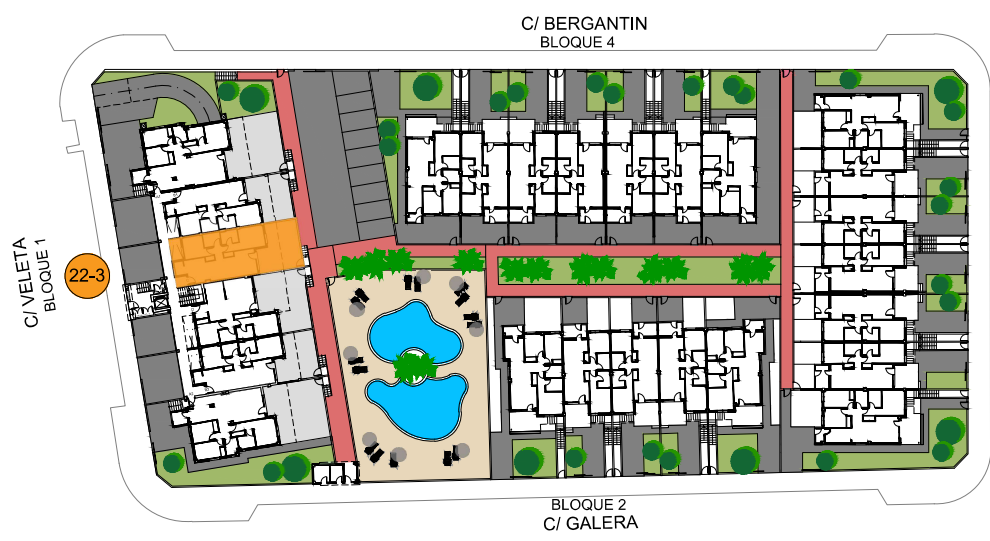 C/ BERGANTIN
BLOQUE 4
C/ VELETA
BLOQUE 1
22-3
BLOQUE 2
C/ GALERA